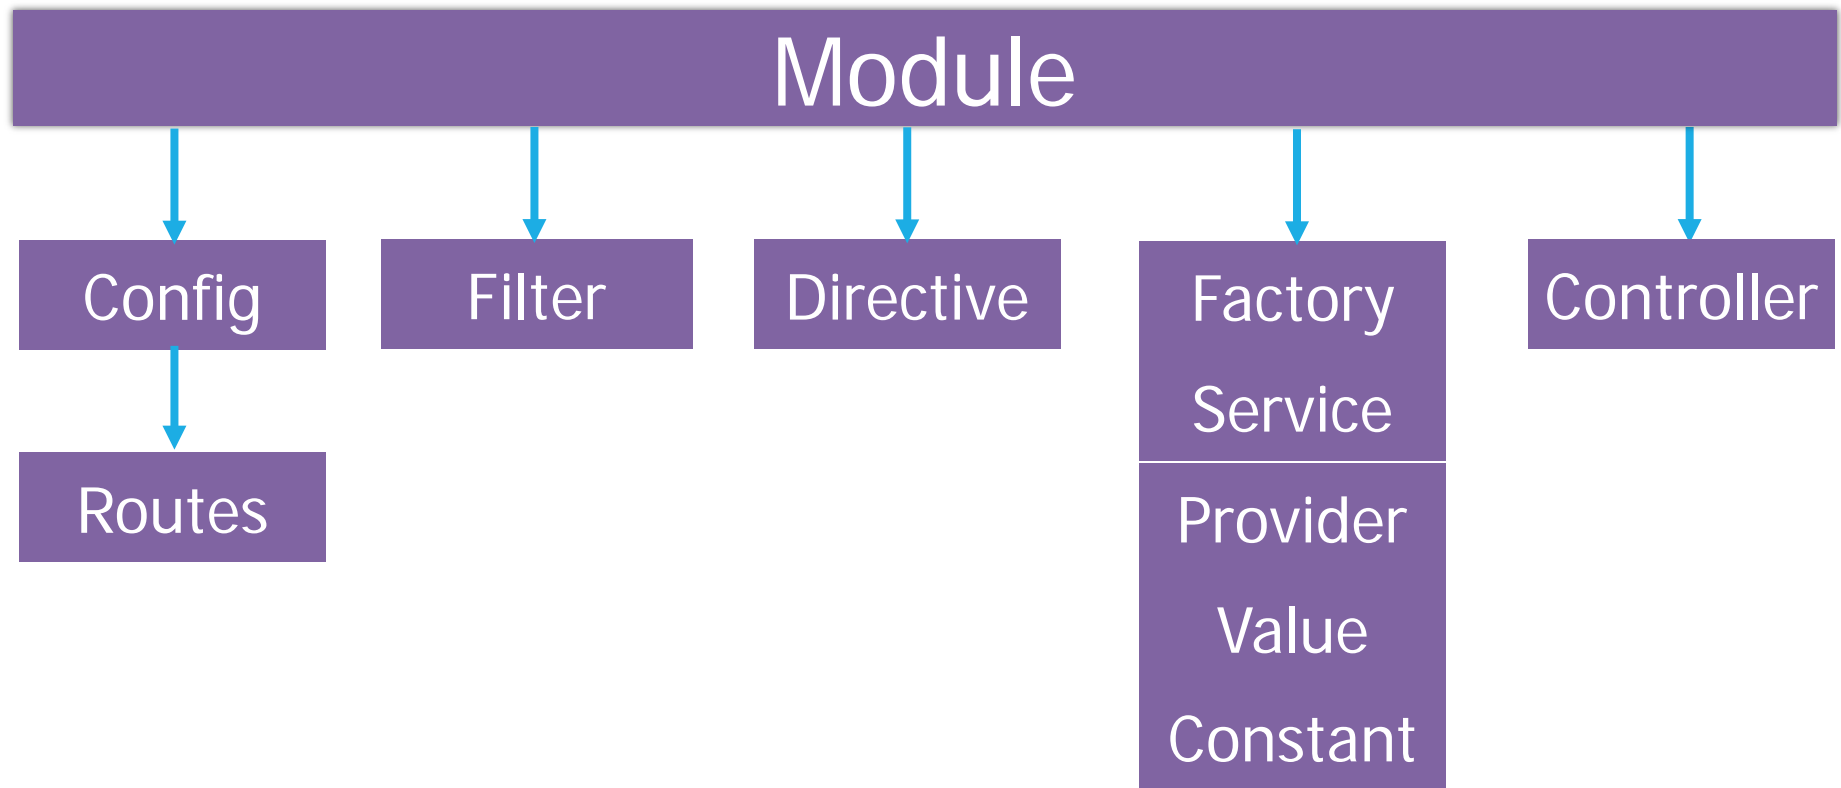 Module
Config
Filter
Directive
Factory
Controller
Service
Routes
Provider
Value
Constant